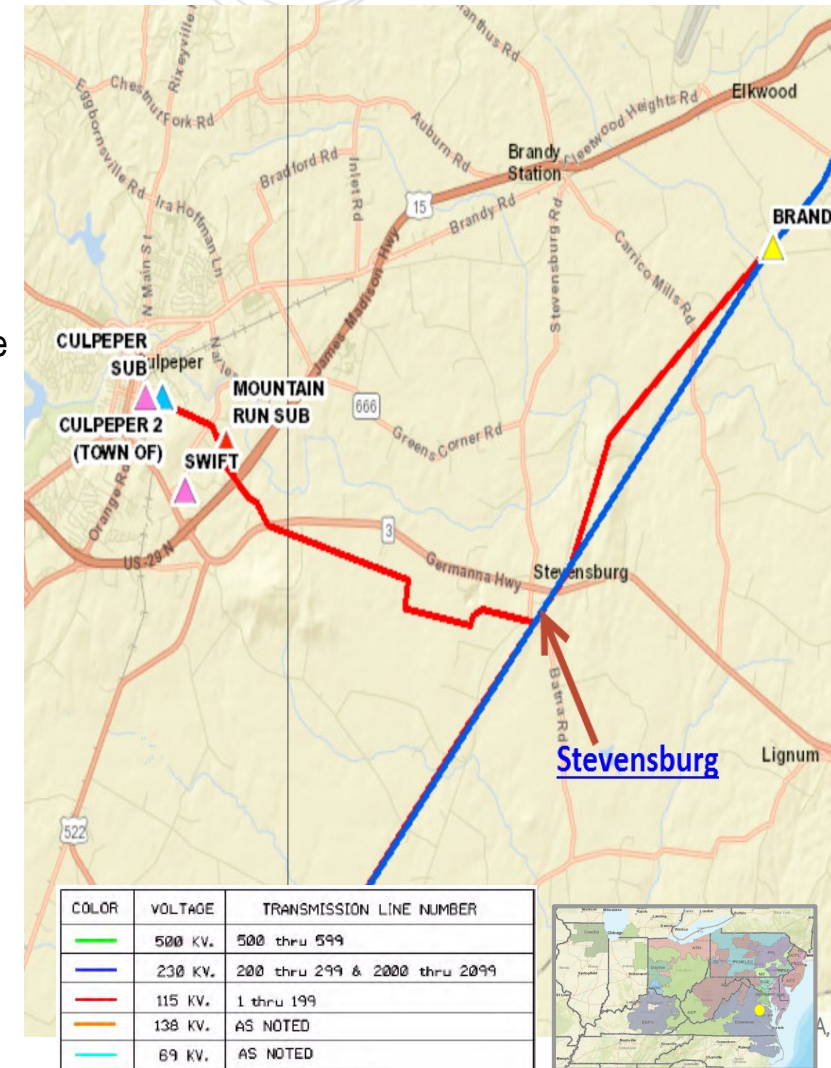 Rixeyville
Elkwood
Chestnut Fork Rd
Auburn Rd
Fleetwood Heights Rd
Brandy
Station
Eggbornsville Rd
Ira Hoffman Ln
Bradford Rd
Inlet Rd
15
Brandy Rd
Stevensburg Rd
Carrico Mills Rd
BRAND
N Main St
James Madison Hwy
e
CULPEPER
SUB
ulpeper
MOUNTAIN
RUN SUB
CULPEPER 2
(TOWN OF)
SWIFT
666
Greens Corner Rd
Orange Rd
US-29 N
3
Germanna Hwy
Stevensburg
Batna Rd
Stevensburg
Lignum
522
COLOR VOLTAGE TRANSMISSION LINE NUMBER
500 KV. 500 thru 599
230 KV. 200 thru 299 & 2000 thru 2099
115 KV. 1 thru 199
138 KV. AS NOTED
69 KV. AS NOTED
A,